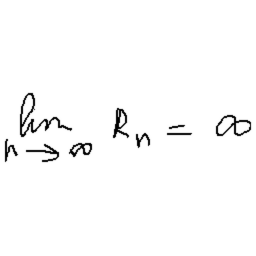 lim_{n → ∞} R_n = ∞